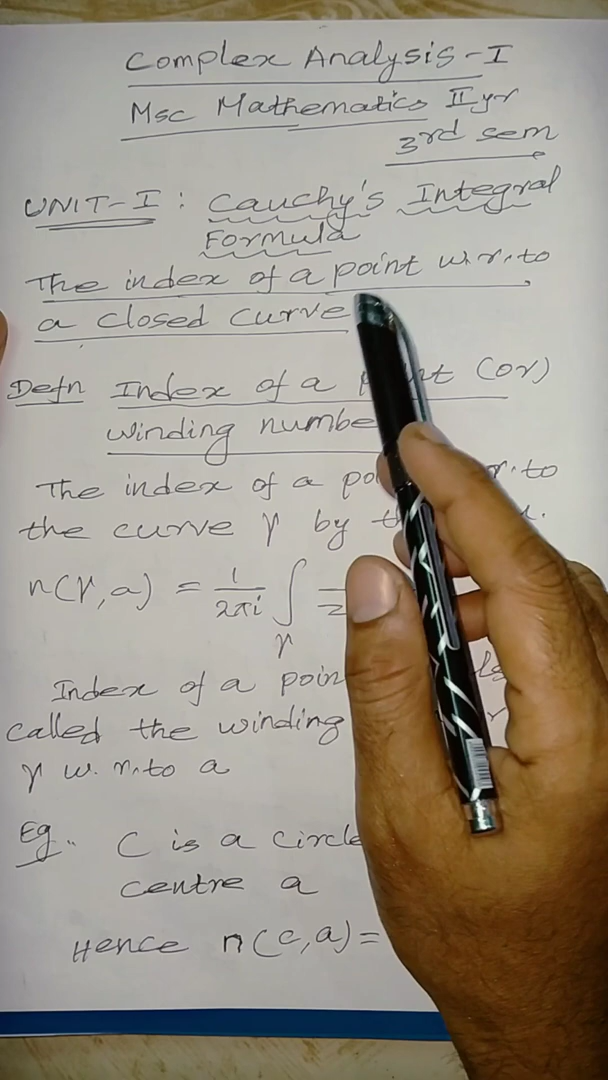 Complex Analysis-I
Msc Mathematics II yr
3rd sem
UNIT-I : Cauchy's Integral
Formula
The index of a point w.r.to
a closed curve
Defn Index of a (or)
winding
The index of a r.to
the curve γ by
n(γ,a) = 1/2πi ∫γ
Index of a
called the winding
γ w.r.to a
Eg:- C is a circle
centre a
Hence n(c,a) =